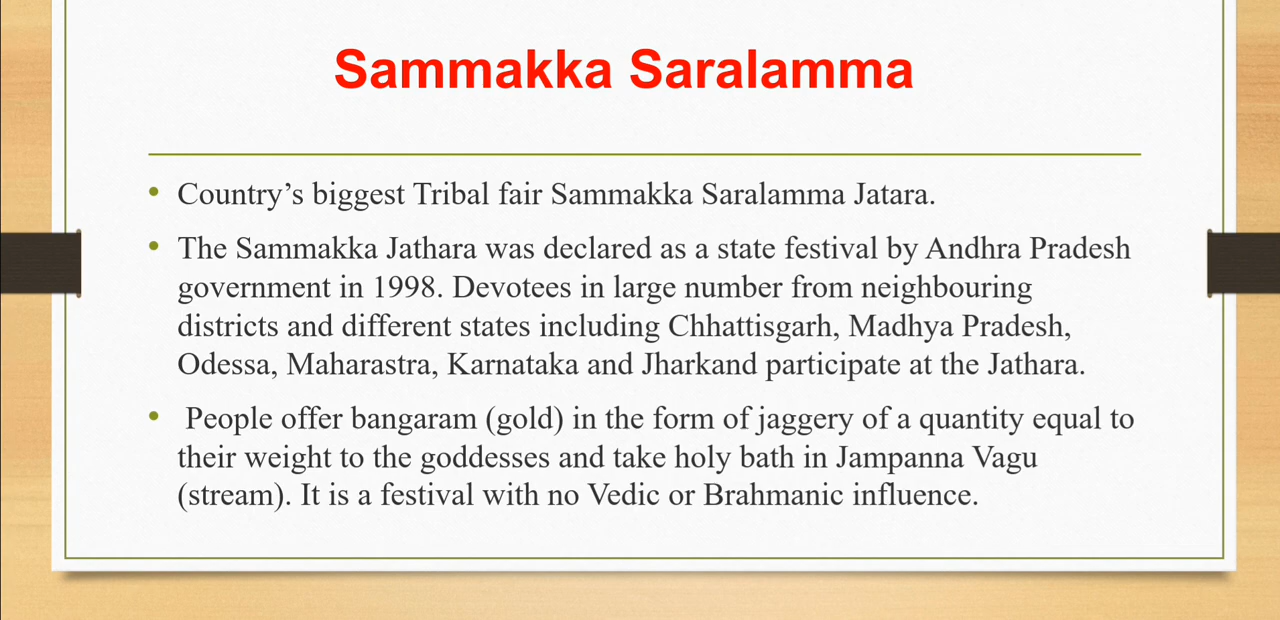 Sammakka Saralamma
• Country’s biggest Tribal fair Sammakka Saralamma Jatara.
• The Sammakka Jathara was declared as a state festival by Andhra Pradesh
government in 1998. Devotees in large number from neighbouring
districts and different states including Chhattisgarh, Madhya Pradesh,
Odessa, Maharastra, Karnataka and Jharkand participate at the Jathara.
• People offer bangaram (gold) in the form of jaggery of a quantity equal to
their weight to the goddesses and take holy bath in Jampanna Vagu
(stream). It is a festival with no Vedic or Brahmanic influence.